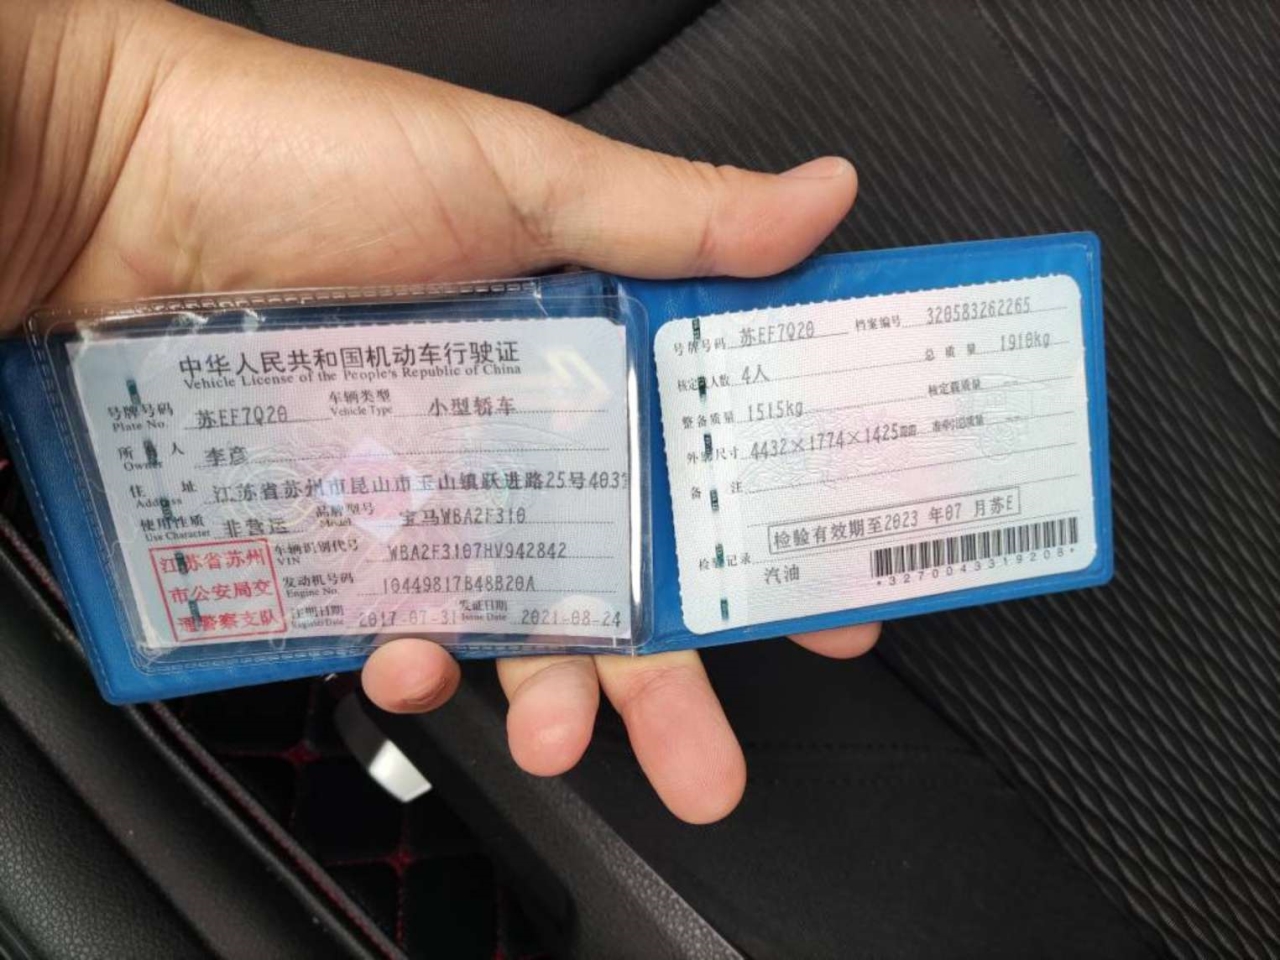 中华人民共和国机动车行驶证
Vehicle License of the People's Republic of China
号牌号码 Plate No. 苏EF7Q20 车辆类型 Vehicle Type 小型轿车
所有人 Owner 李彦
住址 Address 江苏省苏州市昆山市玉山镇跃进路25号403
使用性质 Use Character 非营运 品牌型号 Model 宝马WBA2F310
车辆识别代号 VIN WBA2F3107HV942842
发动机号码 Engine No. 10449817B48B20A
注册日期 Register Date 2017-07-31 发证日期 Issue Date 2021-08-24
江苏省苏州
市公安局交
通警察支队
号牌号码 苏EF7Q20 档案编号 320583262265
核定载人数 4人 总质量 1910kg
整备质量 1515kg 核定载质量
外廓尺寸 4432×1774×1425mm 准牵引总质量
备注
检验有效期至2023 年07 月苏E
检验记录
汽油
*3270043319208*